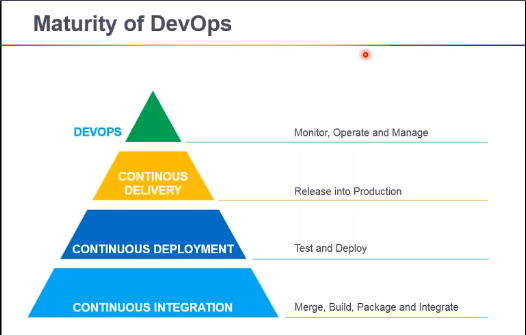 Maturity of DevOps
DEVOPS
Monitor, Operate and Manage
CONTINOUS
DELIVERY
Release into Production
CONTINUOUS DEPLOYMENT
Test and Deploy
CONTINUOUS INTEGRATION
Merge, Build, Package and Integrate